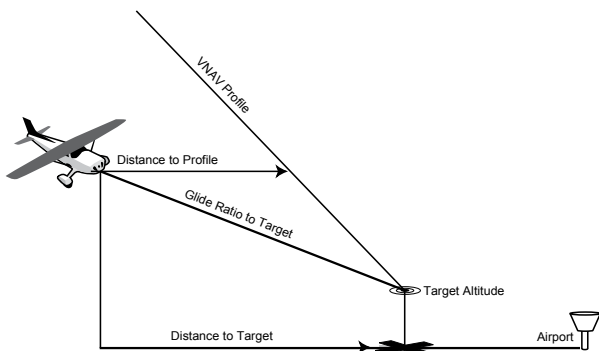 VNAV Profile
Distance to Profile
Glide Ratio to Target
Target Altitude
Distance to Target
Airport